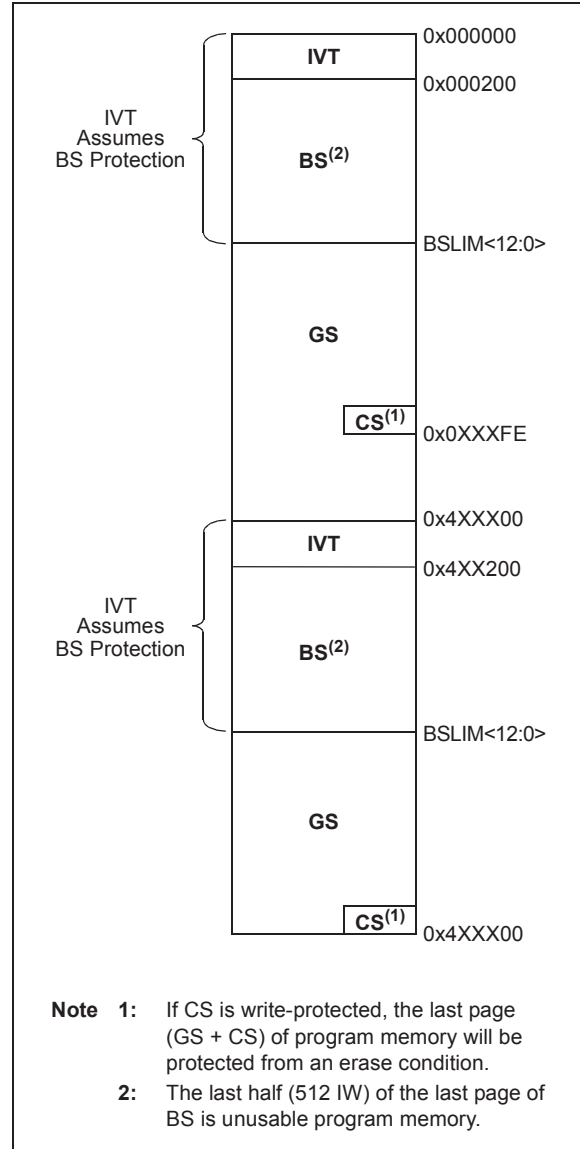 0x000000
IVT
0x000200
IVT
Assumes
BS Protection
BS(2)
BSLIM<12:0>
GS
CS(1)
0x0XXXFE
0x4XXX00
IVT
0x4XX200
IVT
Assumes
BS Protection
BS(2)
BSLIM<12:0>
GS
CS(1)
0x4XXX00
Note 1: If CS is write-protected, the last page
(GS + CS) of program memory will be
protected from an erase condition.
2: The last half (512 IW) of the last page of
BS is unusable program memory.